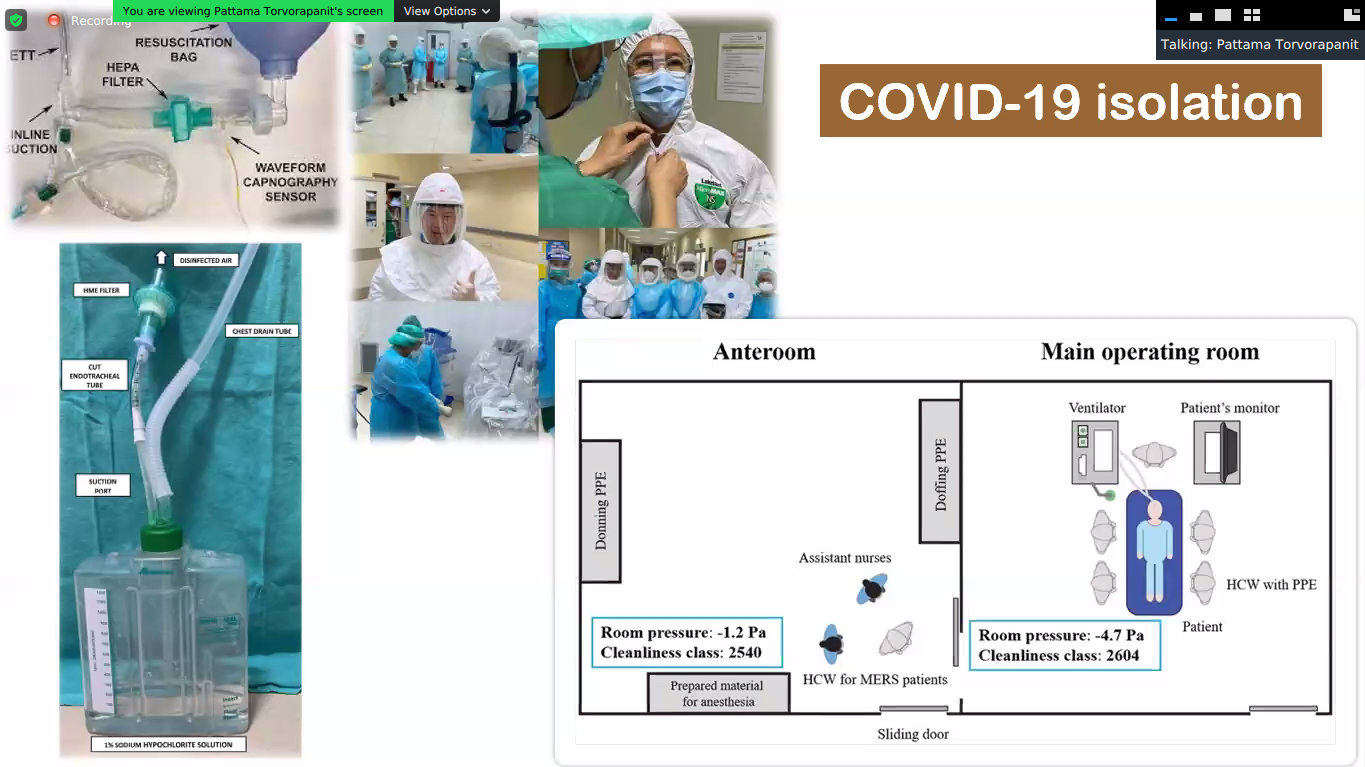 You are viewing Pattama Torvorapanit's screen
View Options
Recording
Talking: Pattama Torvorapanit
COVID-19 isolation
RESUSCITATION
BAG
ETT
HEPA
FILTER
INLINE
SUCTION
WAVEFORM
CAPNOGRAPHY
SENSOR
Lakeland
MicroMAX
NS
DISINFECTED AIR
HME FILTER
CHEST DRAIN TUBE
CUT
ENDOTRACHEAL
TUBE
SUCTION
PORT
1% SODIUM HYPOCHLORITE SOLUTION
Anteroom
Main operating room
Ventilator
Patient's monitor
Donning PPE
Doffing PPE
Assistant nurses
HCW with PPE
Patient
Room pressure: -1.2 Pa
Cleanliness class: 2540
Room pressure: -4.7 Pa
Cleanliness class: 2604
HCW for MERS patients
Prepared material
for anesthesia
Sliding door